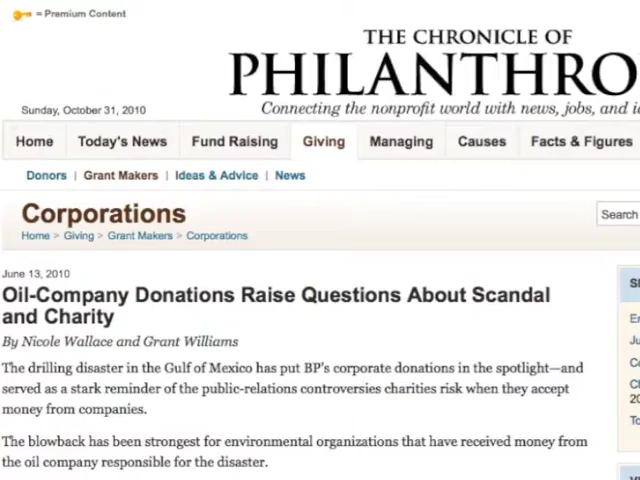 = Premium Content
THE CHRONICLE OF
PHILANTHRO
Connecting the nonprofit world with news, jobs, and
Sunday, October 31, 2010
Home Today's News Fund Raising Giving Managing Causes Facts & Figures
Donors | Grant Makers | Ideas & Advice | News
Corporations
Search
Home > Giving > Grant Makers > Corporations
June 13, 2010
Oil-Company Donations Raise Questions About Scandal
and Charity
By Nicole Wallace and Grant Williams
The drilling disaster in the Gulf of Mexico has put BP's corporate donations in the spotlight—and
served as a stark reminder of the public-relations controversies charities risk when they accept
money from companies.
The blowback has been strongest for environmental organizations that have received money from
the oil company responsible for the disaster.